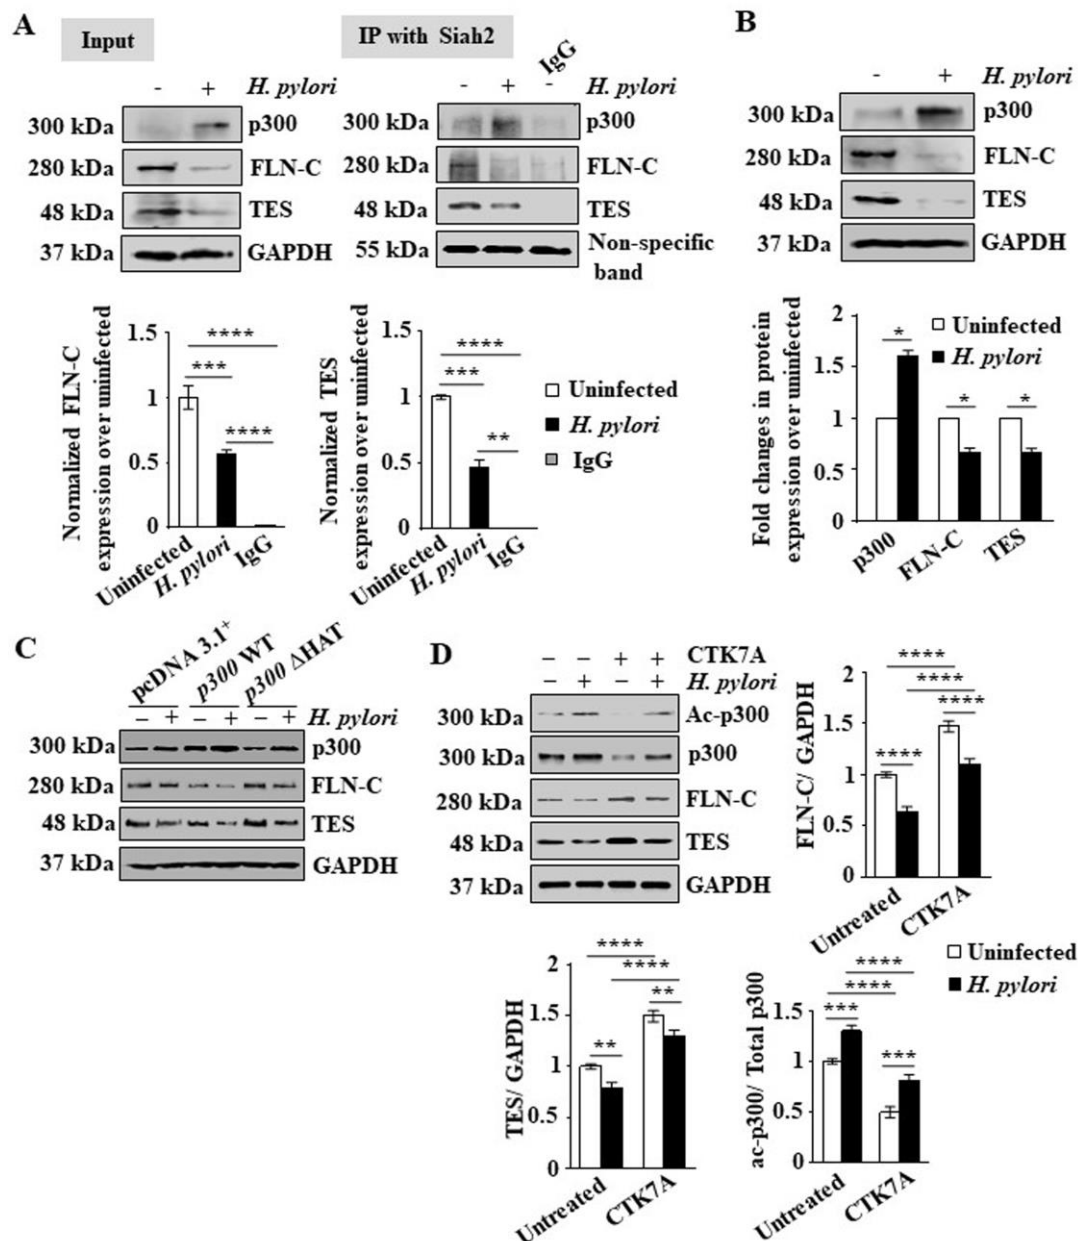 A
Input
IP with Siah2
IgG
- + H. pylori
300 kDa p300
280 kDa FLN-C
48 kDa TES
37 kDa GAPDH
- + - H. pylori
300 kDa p300
280 kDa FLN-C
48 kDa TES
55 kDa Non-specific
band
Normalized FLN-C
expression over uninfected
1.5
1
0.5
0
****
***
****
Uninfected
H. pylori
IgG
Normalized TES
expression over uninfected
1.5
1
0.5
0
****
***
**
Uninfected
H. pylori
IgG
Uninfected
H. pylori
IgG
B
- + H. pylori
300 kDa p300
280 kDa FLN-C
48 kDa TES
37 kDa GAPDH
Fold changes in protein
expression over uninfected
2
1.5
1
0.5
0
* * *
p300
FLN-C
TES
Uninfected
H. pylori
C
pcDNA 3.1+
p300 WT
p300 ΔHAT
– + – + – + H. pylori
300 kDa p300
280 kDa FLN-C
48 kDa TES
37 kDa GAPDH
D
– – + + CTK7A
– + – + H. pylori
300 kDa Ac-p300
300 kDa p300
280 kDa FLN-C
48 kDa TES
37 kDa GAPDH
FLN-C/ GAPDH
2
1.5
1
0.5
0
****
****
****
****
Untreated
CTK7A
TES/ GAPDH
2
1.5
1
0.5
0
****
****
**
**
Untreated
CTK7A
ac-p300/ Total p300
1.5
1
0.5
0
****
****
***
***
Untreated
CTK7A
Uninfected
H. pylori